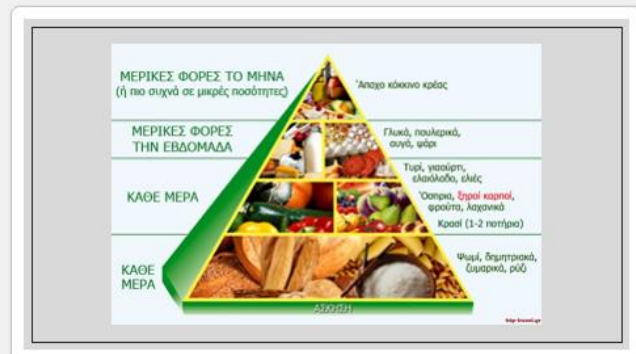 ΜΕΡΙΚΕΣ ΦΟΡΕΣ ΤΟ ΜΗΝΑ
(ή πιο συχνά σε μικρές ποσότητες)
Άπαχο κόκκινο κρέας
ΜΕΡΙΚΕΣ ΦΟΡΕΣ
ΤΗΝ ΕΒΔΟΜΑΔΑ
Γλυκά, πουλερικά,
αυγά, ψάρι
ΚΑΘΕ ΜΕΡΑ
Τυρί, γιαούρτι,
ελαιόλαδο, ελιές
Όσπρια, ξηροί καρποί,
φρούτα, λαχανικά
Κρασί (1-2 ποτήρια)
ΚΑΘΕ
ΜΕΡΑ
Ψωμί, δημητριακά,
ζυμαρικά, ρύζι
ΑΣΚΗΣΗ